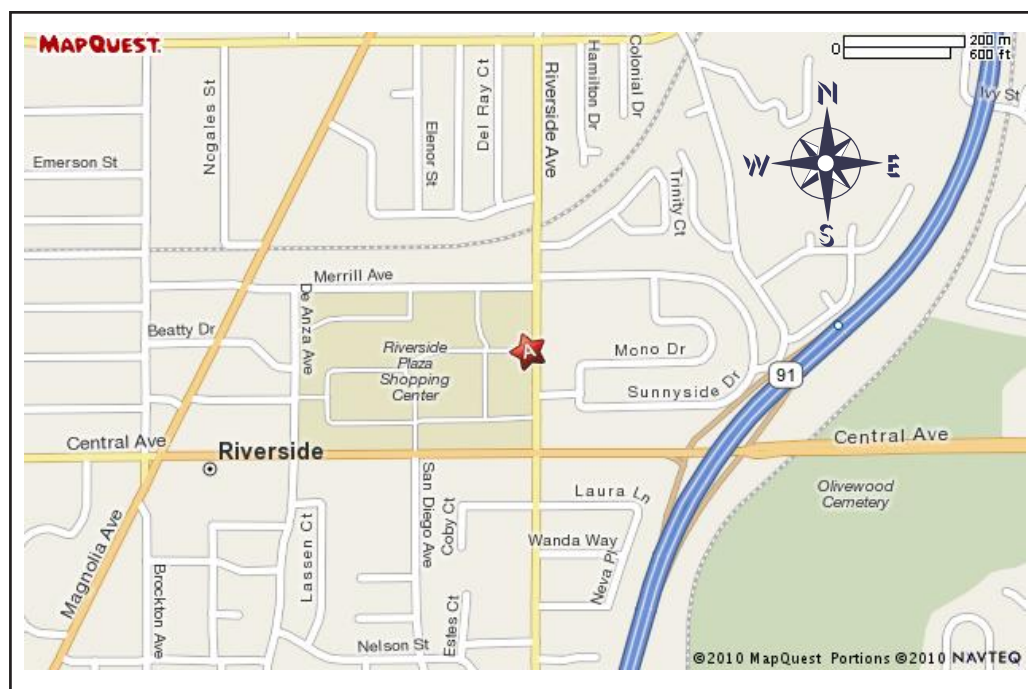 MAPQUEST.
0
200 m
600 ft
Nogales St
Elenor St
Del Ray Ct
Riverside Ave
Hamilton Dr
Colonial Dr
Ivy St
N
W
E
S
Emerson St
Trinity Ct
Merrill Ave
De Anza Ave
Beatty Dr
Riverside
Plaza
Shopping
Center
A
Mono Dr
Sunnyside Dr
91
Central Ave
Riverside
Central Ave
Olivewood
Cemetery
Magnolia Ave
Brockton Ave
Lassen Ct
San Diego Ave
Coby Ct
Laura Ln
Wanda Way
Neva Pl
Estes Ct
Nelson St
©2010 MapQuest Portions ©2010 NAVTEQ